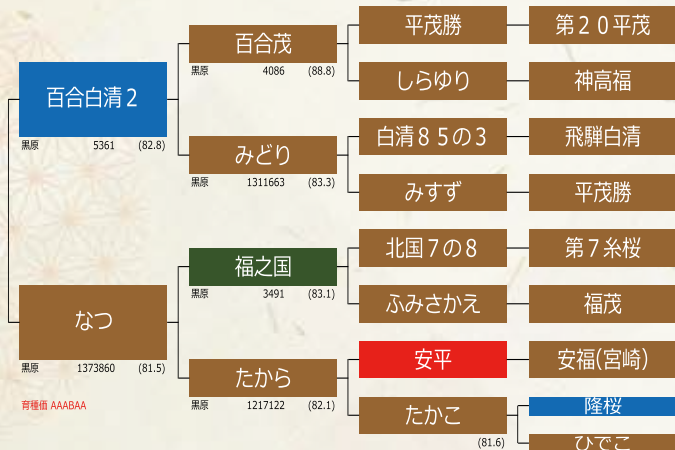 百合白清２
黒原 5361 (82.8)
なつ
黒原 1373860 (81.5)
育種価 AAABAA
百合茂
黒原 4086 (88.8)
みどり
黒原 1311663 (83.3)
福之国
黒原 3491 (83.1)
たから
黒原 1217122 (82.1)
平茂勝
しらゆり
白清８５の３
みすず
北国７の８
ふみさかえ
安平
たかこ
(81.6)
第２０平茂
神高福
飛騨白清
平茂勝
第７糸桜
福茂
安福(宮崎)
隆桜
ひでこ